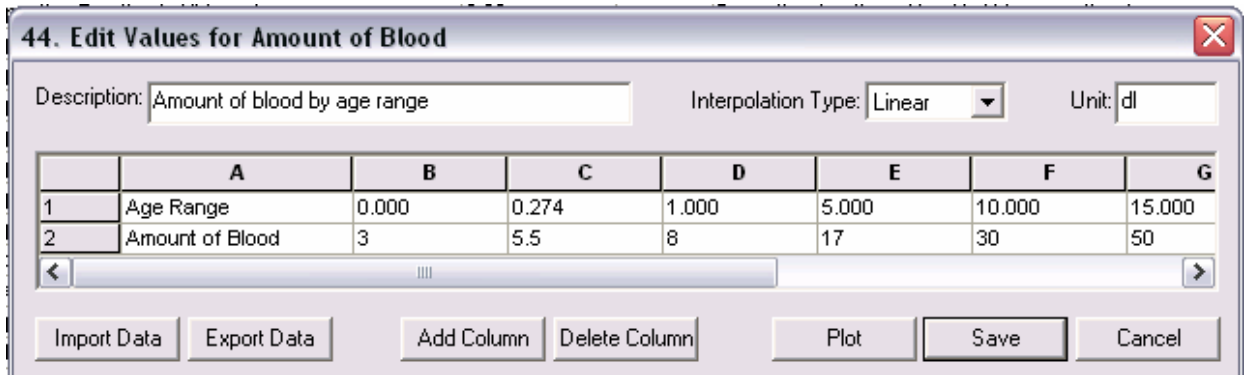 44. Edit Values for Amount of Blood
Description: Amount of blood by age range Interpolation Type: Linear Unit: dl
A B C D E F G
1 Age Range 0.000 0.274 1.000 5.000 10.000 15.000
2 Amount of Blood 3 5.5 8 17 30 50
Import Data Export Data Add Column Delete Column Plot Save Cancel